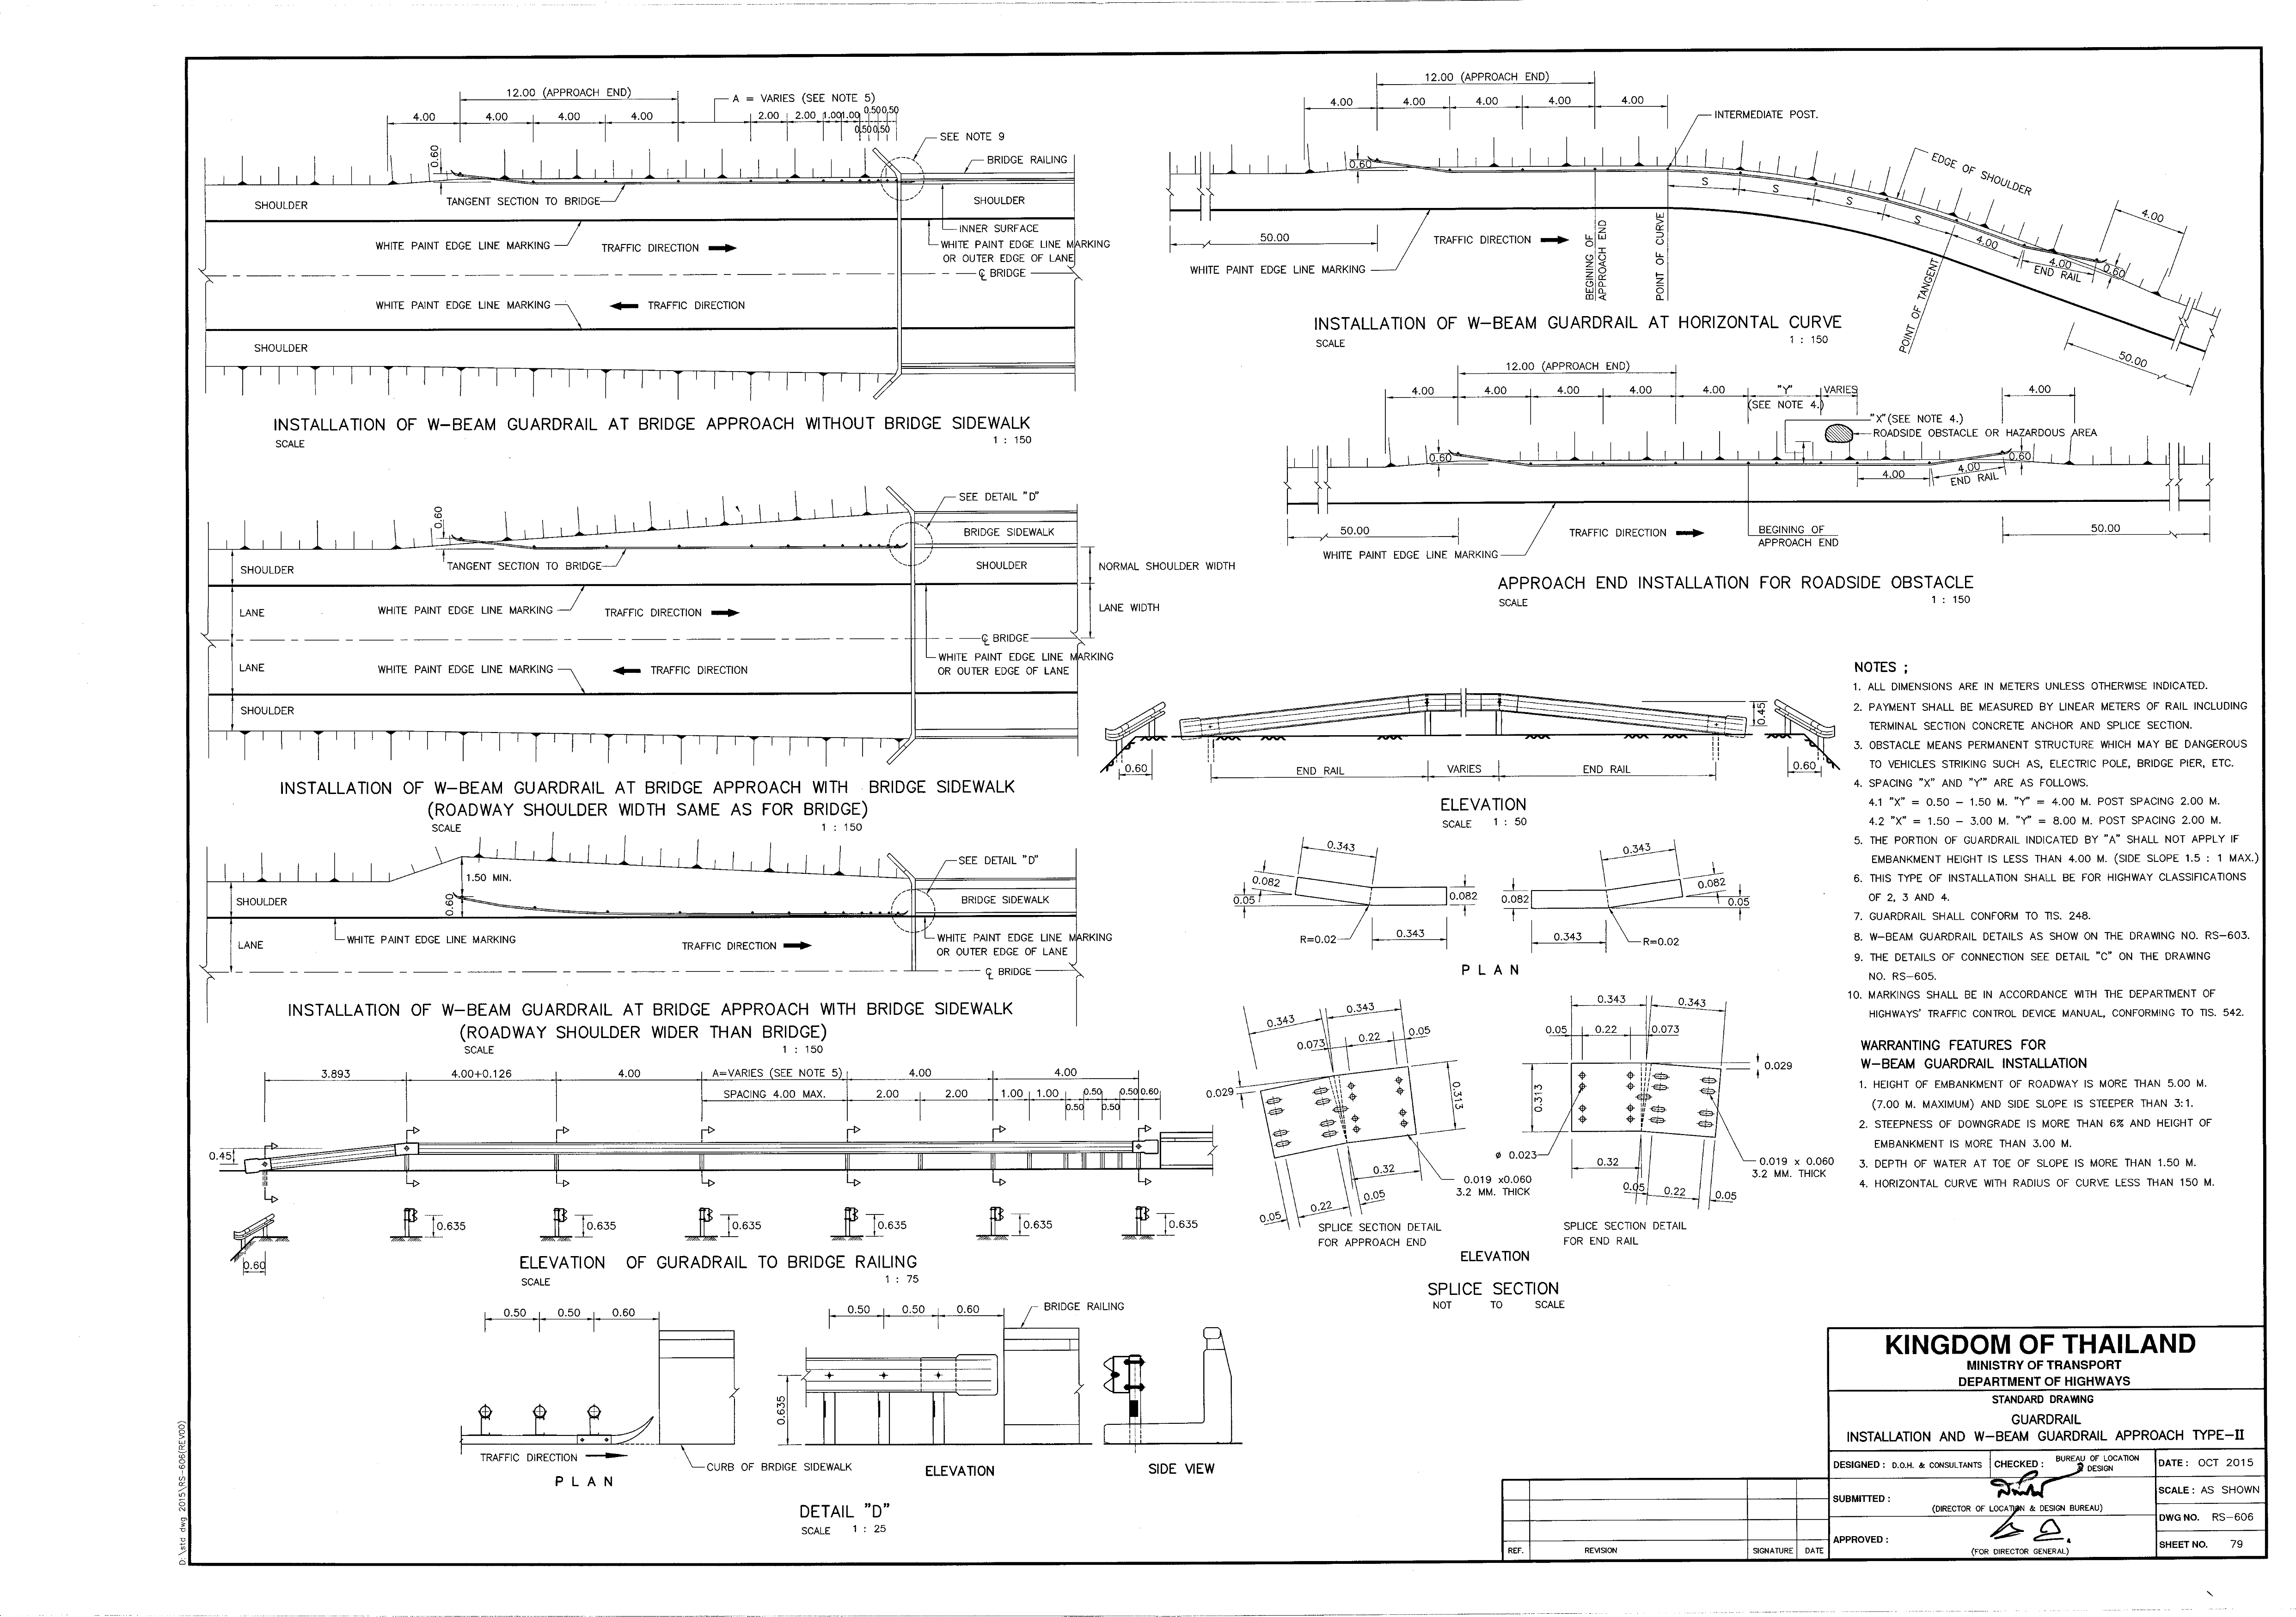 12.00 (APPROACH END)
A = VARIES (SEE NOTE 5)
4.00 4.00 4.00 4.00 2.00 2.00 1.00 1.00 0.50 0.50
0.50 0.50
SEE NOTE 9
0.60
BRIDGE RAILING
SHOULDER
TANGENT SECTION TO BRIDGE
SHOULDER
INNER SURFACE
WHITE PAINT EDGE LINE MARKING
TRAFFIC DIRECTION
WHITE PAINT EDGE LINE MARKING
OR OUTER EDGE OF LANE
℄ BRIDGE
WHITE PAINT EDGE LINE MARKING
TRAFFIC DIRECTION
SHOULDER
INSTALLATION OF W-BEAM GUARDRAIL AT BRIDGE APPROACH WITHOUT BRIDGE SIDEWALK
SCALE 1 : 150
SEE DETAIL "D"
0.60
BRIDGE SIDEWALK
SHOULDER
TANGENT SECTION TO BRIDGE
SHOULDER
NORMAL SHOULDER WIDTH
LANE
WHITE PAINT EDGE LINE MARKING
TRAFFIC DIRECTION
LANE WIDTH
℄ BRIDGE
WHITE PAINT EDGE LINE MARKING
OR OUTER EDGE OF LANE
LANE
WHITE PAINT EDGE LINE MARKING
TRAFFIC DIRECTION
SHOULDER
INSTALLATION OF W-BEAM GUARDRAIL AT BRIDGE APPROACH WITH BRIDGE SIDEWALK
(ROADWAY SHOULDER WIDTH SAME AS FOR BRIDGE)
SCALE 1 : 150
SEE DETAIL "D"
1.50 MIN.
0.60
SHOULDER
BRIDGE SIDEWALK
LANE
WHITE PAINT EDGE LINE MARKING
TRAFFIC DIRECTION
WHITE PAINT EDGE LINE MARKING
OR OUTER EDGE OF LANE
℄ BRIDGE
INSTALLATION OF W-BEAM GUARDRAIL AT BRIDGE APPROACH WITH BRIDGE SIDEWALK
(ROADWAY SHOULDER WIDER THAN BRIDGE)
SCALE 1 : 150
3.893 4.00+0.126 4.00 A=VARIES (SEE NOTE 5) 4.00 4.00
SPACING 4.00 MAX. 2.00 2.00 1.00 1.00 0.50 0.50 0.60
0.50 0.50
0.45
0.635 0.635 0.635 0.635 0.635 0.635
0.60
ELEVATION OF GURADRAIL TO BRIDGE RAILING
SCALE 1 : 75
0.50 0.50 0.60
TRAFFIC DIRECTION
CURB OF BRDIGE SIDEWALK
PLAN
0.50 0.50 0.60
BRIDGE RAILING
0.635
ELEVATION
SIDE VIEW
DETAIL "D"
SCALE 1 : 25
12.00 (APPROACH END)
4.00 4.00 4.00 4.00 4.00
INTERMEDIATE POST.
0.60
EDGE OF SHOULDER
S S S S
4.00
4.00
END RAIL
0.60
4.00
50.00
TRAFFIC DIRECTION
WHITE PAINT EDGE LINE MARKING
BEGINING OF
APPROACH END
POINT OF CURVE
POINT OF TANGENT
50.00
INSTALLATION OF W-BEAM GUARDRAIL AT HORIZONTAL CURVE
SCALE 1 : 150
12.00 (APPROACH END)
4.00 4.00 4.00 4.00 4.00 "Y" VARIES 4.00
(SEE NOTE 4.)
"X"(SEE NOTE 4.)
ROADSIDE OBSTACLE OR HAZARDOUS AREA
0.60
0.60
4.00
4.00
END RAIL
50.00
TRAFFIC DIRECTION
BEGINING OF
APPROACH END
50.00
WHITE PAINT EDGE LINE MARKING
APPROACH END INSTALLATION FOR ROADSIDE OBSTACLE
SCALE 1 : 150
0.45
0.60
END RAIL VARIES END RAIL
0.60
ELEVATION
SCALE 1 : 50
0.343
0.082
0.05
0.082
R=0.02
0.343
0.343
0.082
0.082
0.05
0.343
R=0.02
PLAN
0.343
0.343
0.073
0.22
0.05
0.029
0.313
0.32
0.05
0.22
0.05
0.019 x0.060
3.2 MM. THICK
SPLICE SECTION DETAIL
FOR APPROACH END
0.343 0.343
0.05 0.22 0.073
0.029
0.313
ø 0.023
0.32
0.05
0.22
0.05
0.019 x 0.060
3.2 MM. THICK
SPLICE SECTION DETAIL
FOR END RAIL
ELEVATION
SPLICE SECTION
NOT TO SCALE
NOTES ;
1. ALL DIMENSIONS ARE IN METERS UNLESS OTHERWISE INDICATED.
2. PAYMENT SHALL BE MEASURED BY LINEAR METERS OF RAIL INCLUDING
TERMINAL SECTION CONCRETE ANCHOR AND SPLICE SECTION.
3. OBSTACLE MEANS PERMANENT STRUCTURE WHICH MAY BE DANGEROUS
TO VEHICLES STRIKING SUCH AS, ELECTRIC POLE, BRIDGE PIER, ETC.
4. SPACING "X" AND "Y" ARE AS FOLLOWS.
4.1 "X" = 0.50 - 1.50 M. "Y" = 4.00 M. POST SPACING 2.00 M.
4.2 "X" = 1.50 - 3.00 M. "Y" = 8.00 M. POST SPACING 2.00 M.
5. THE PORTION OF GUARDRAIL INDICATED BY "A" SHALL NOT APPLY IF
EMBANKMENT HEIGHT IS LESS THAN 4.00 M. (SIDE SLOPE 1.5 : 1 MAX.)
6. THIS TYPE OF INSTALLATION SHALL BE FOR HIGHWAY CLASSIFICATIONS
OF 2, 3 AND 4.
7. GUARDRAIL SHALL CONFORM TO TIS. 248.
8. W-BEAM GUARDRAIL DETAILS AS SHOW ON THE DRAWING NO. RS-603.
9. THE DETAILS OF CONNECTION SEE DETAIL "C" ON THE DRAWING
NO. RS-605.
10. MARKINGS SHALL BE IN ACCORDANCE WITH THE DEPARTMENT OF
HIGHWAYS' TRAFFIC CONTROL DEVICE MANUAL, CONFORMING TO TIS. 542.
WARRANTING FEATURES FOR
W-BEAM GUARDRAIL INSTALLATION
1. HEIGHT OF EMBANKMENT OF ROADWAY IS MORE THAN 5.00 M.
(7.00 M. MAXIMUM) AND SIDE SLOPE IS STEEPER THAN 3:1.
2. STEEPNESS OF DOWNGRADE IS MORE THAN 6% AND HEIGHT OF
EMBANKMENT IS MORE THAN 3.00 M.
3. DEPTH OF WATER AT TOE OF SLOPE IS MORE THAN 1.50 M.
4. HORIZONTAL CURVE WITH RADIUS OF CURVE LESS THAN 150 M.
KINGDOM OF THAILAND
MINISTRY OF TRANSPORT
DEPARTMENT OF HIGHWAYS
STANDARD DRAWING
GUARDRAIL
INSTALLATION AND W-BEAM GUARDRAIL APPROACH TYPE-II
DESIGNED : D.O.H. & CONSULTANTS
CHECKED : BUREAU OF LOCATION
& DESIGN
DATE : OCT 2015
SUBMITTED :
(DIRECTOR OF LOCATION & DESIGN BUREAU)
SCALE : AS SHOWN
DWG NO. RS-606
APPROVED :
(FOR DIRECTOR GENERAL)
SHEET NO. 79
REF. REVISION SIGNATURE DATE
D:\std dwg 2015\RS-606(REV00)